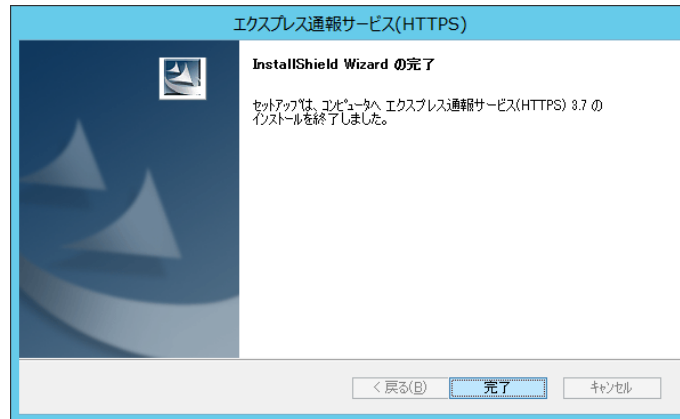 エクスプレス通報サービス(HTTPS)
InstallShield Wizard の完了
セットアップは、コンピュータへ エクスプレス通報サービス(HTTPS) 3.7 の
インストールを終了しました。
< 戻る(B)
完了
キャンセル